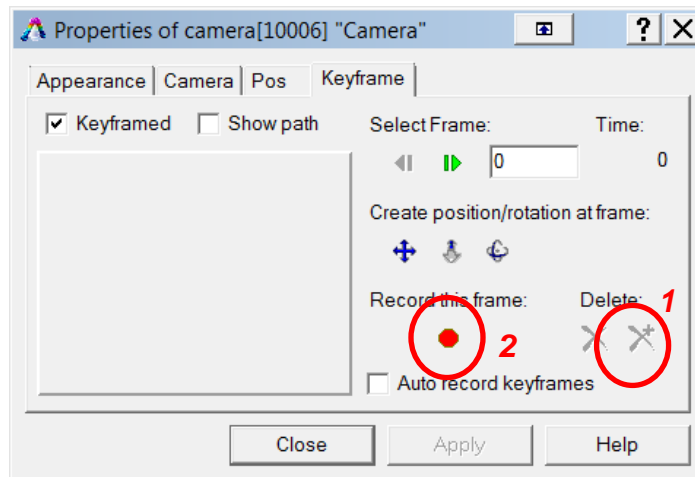 Properties of camera[10006] "Camera"
Appearance Camera Pos Keyframe
Keyframed Show path Select Frame: Time:
0 0
Create position/rotation at frame:
Record this frame: Delete: 1
2
Auto record keyframes
Close Apply Help